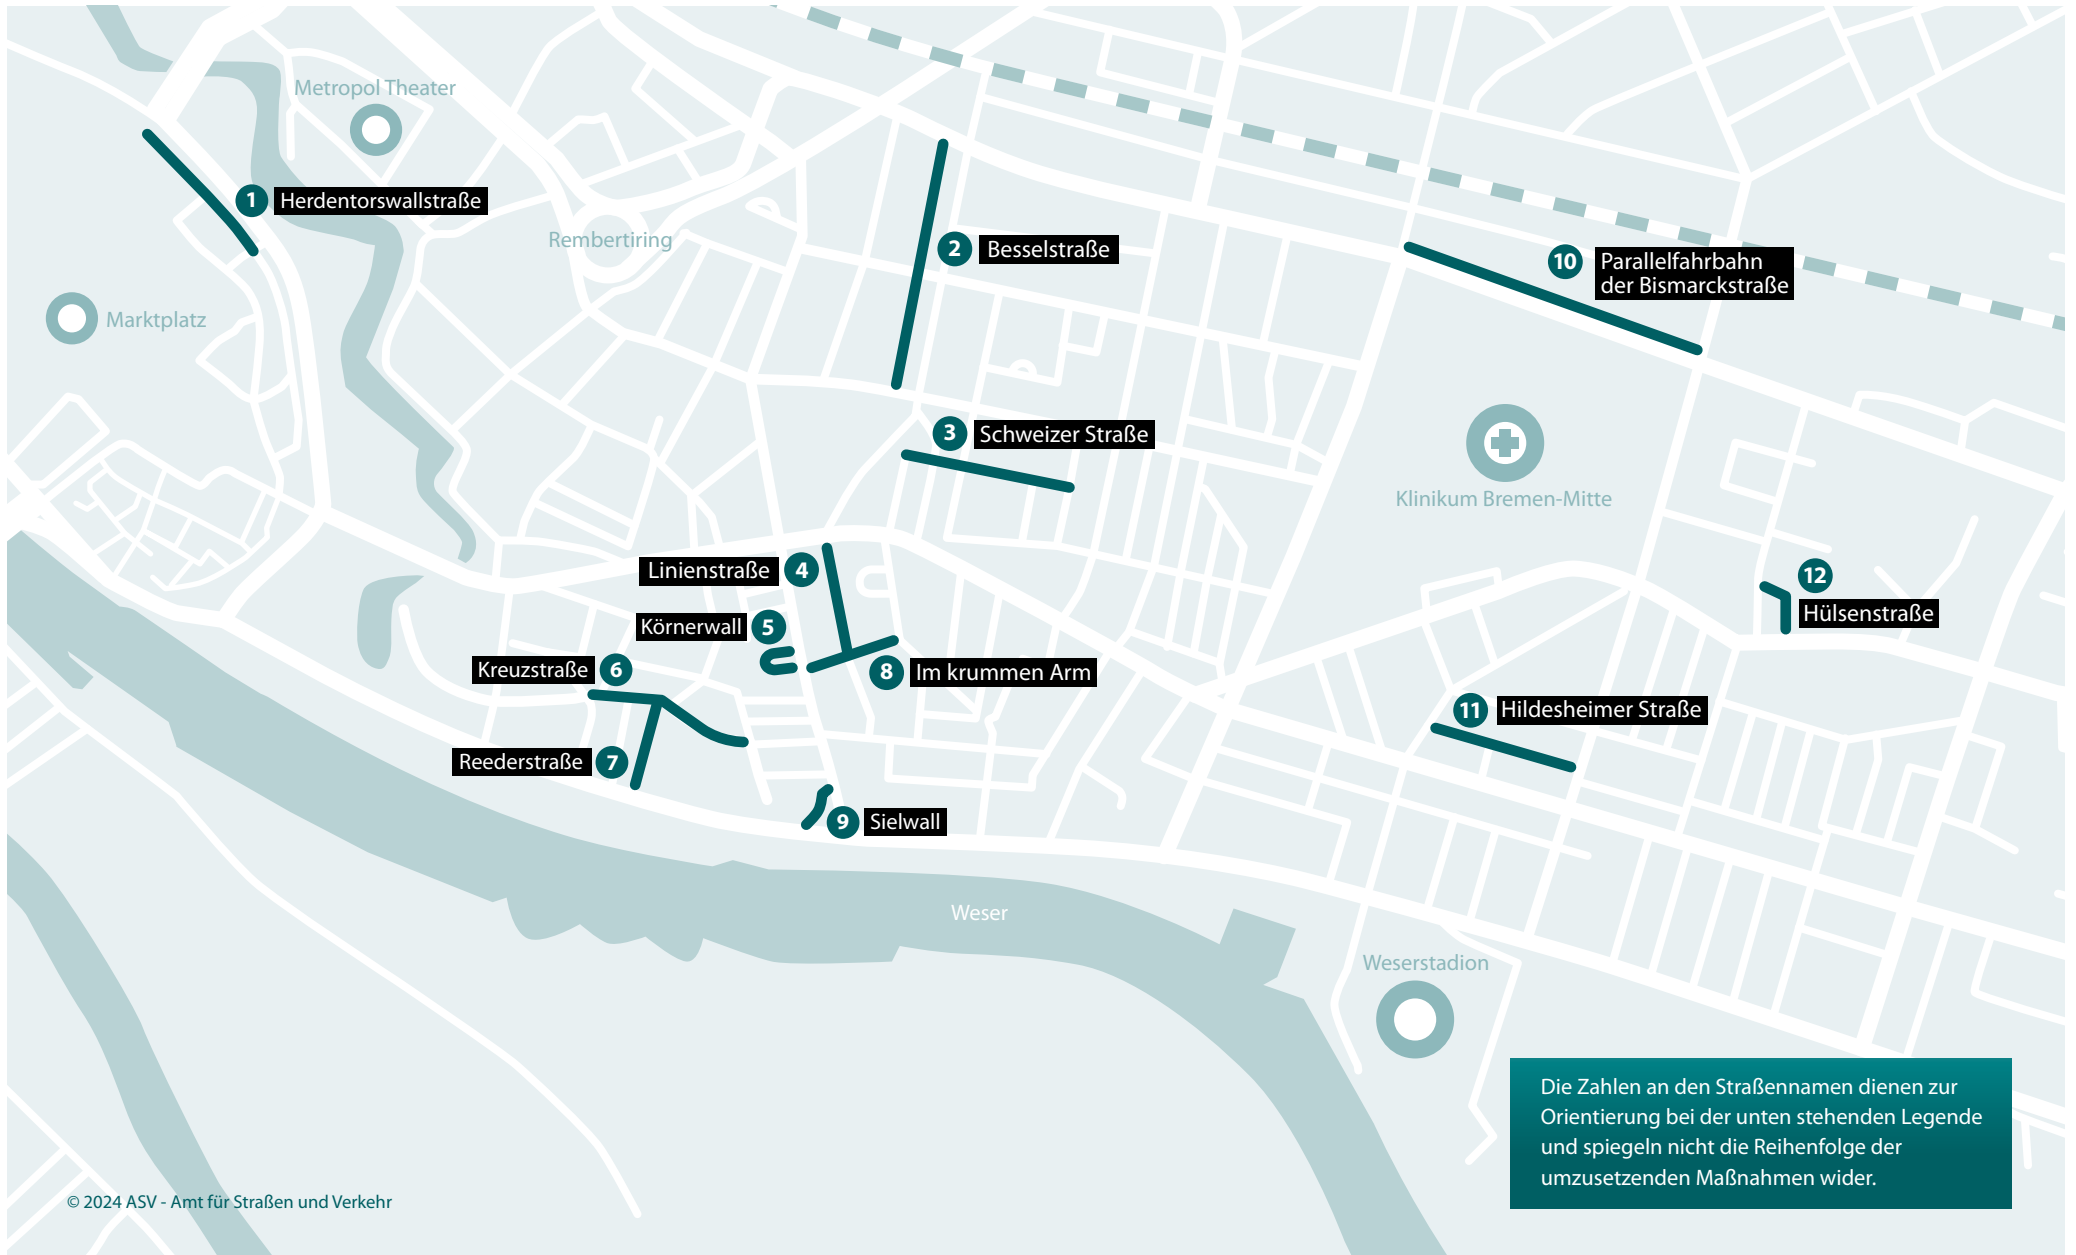 Metropol Theater
1 Herdentorswallstraße
Rembertiring
2 Besselstraße
10 Parallelfahrbahn
der Bismarckstraße
Marktplatz
3 Schweizer Straße
Klinikum Bremen-Mitte
Linienstraße 4
12
Hülsenstraße
Körnerwall 5
Kreuzstraße 6
8 Im krummen Arm
11 Hildesheimer Straße
Reederstraße 7
9 Sielwall
Weser
Weserstadion
Die Zahlen an den Straßennamen dienen zur
Orientierung bei der unten stehenden Legende
und spiegeln nicht die Reihenfolge der
umzusetzenden Maßnahmen wider.
© 2024 ASV - Amt für Straßen und Verkehr